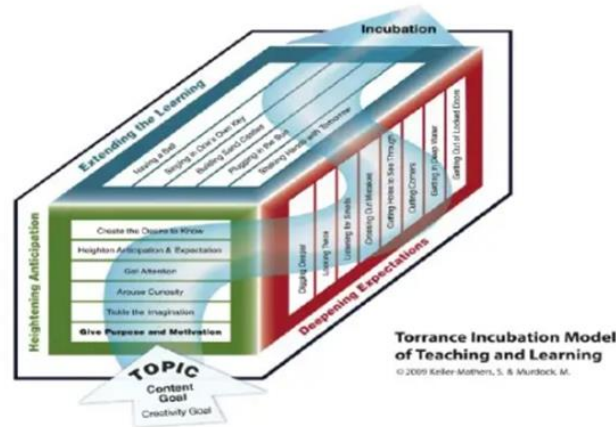 Incubation
Extending the Learning
Having a Ball
Singing in One's Own Key
Building Sand Castles
Plugging in the Sun
Shaking Hands with Tomorrow
Heightening Anticipation
Create the Desire to Know
Heighten Anticipation & Expectation
Get Attention
Arouse Curiosity
Tickle the Imagination
Give Purpose and Motivation
Digging Deeper
Looking Twice
Listening for Smells
Crossing Out Mistakes
Cutting Holes to See Through
Cutting Corners
Getting in Deep Water
Getting Out of Locked Doors
Deepening Expectations
TOPIC
Content
Goal
Creativity Goal
Torrance Incubation Model
of Teaching and Learning
© 2009 Keller-Mathers, S. & Murdock, M.